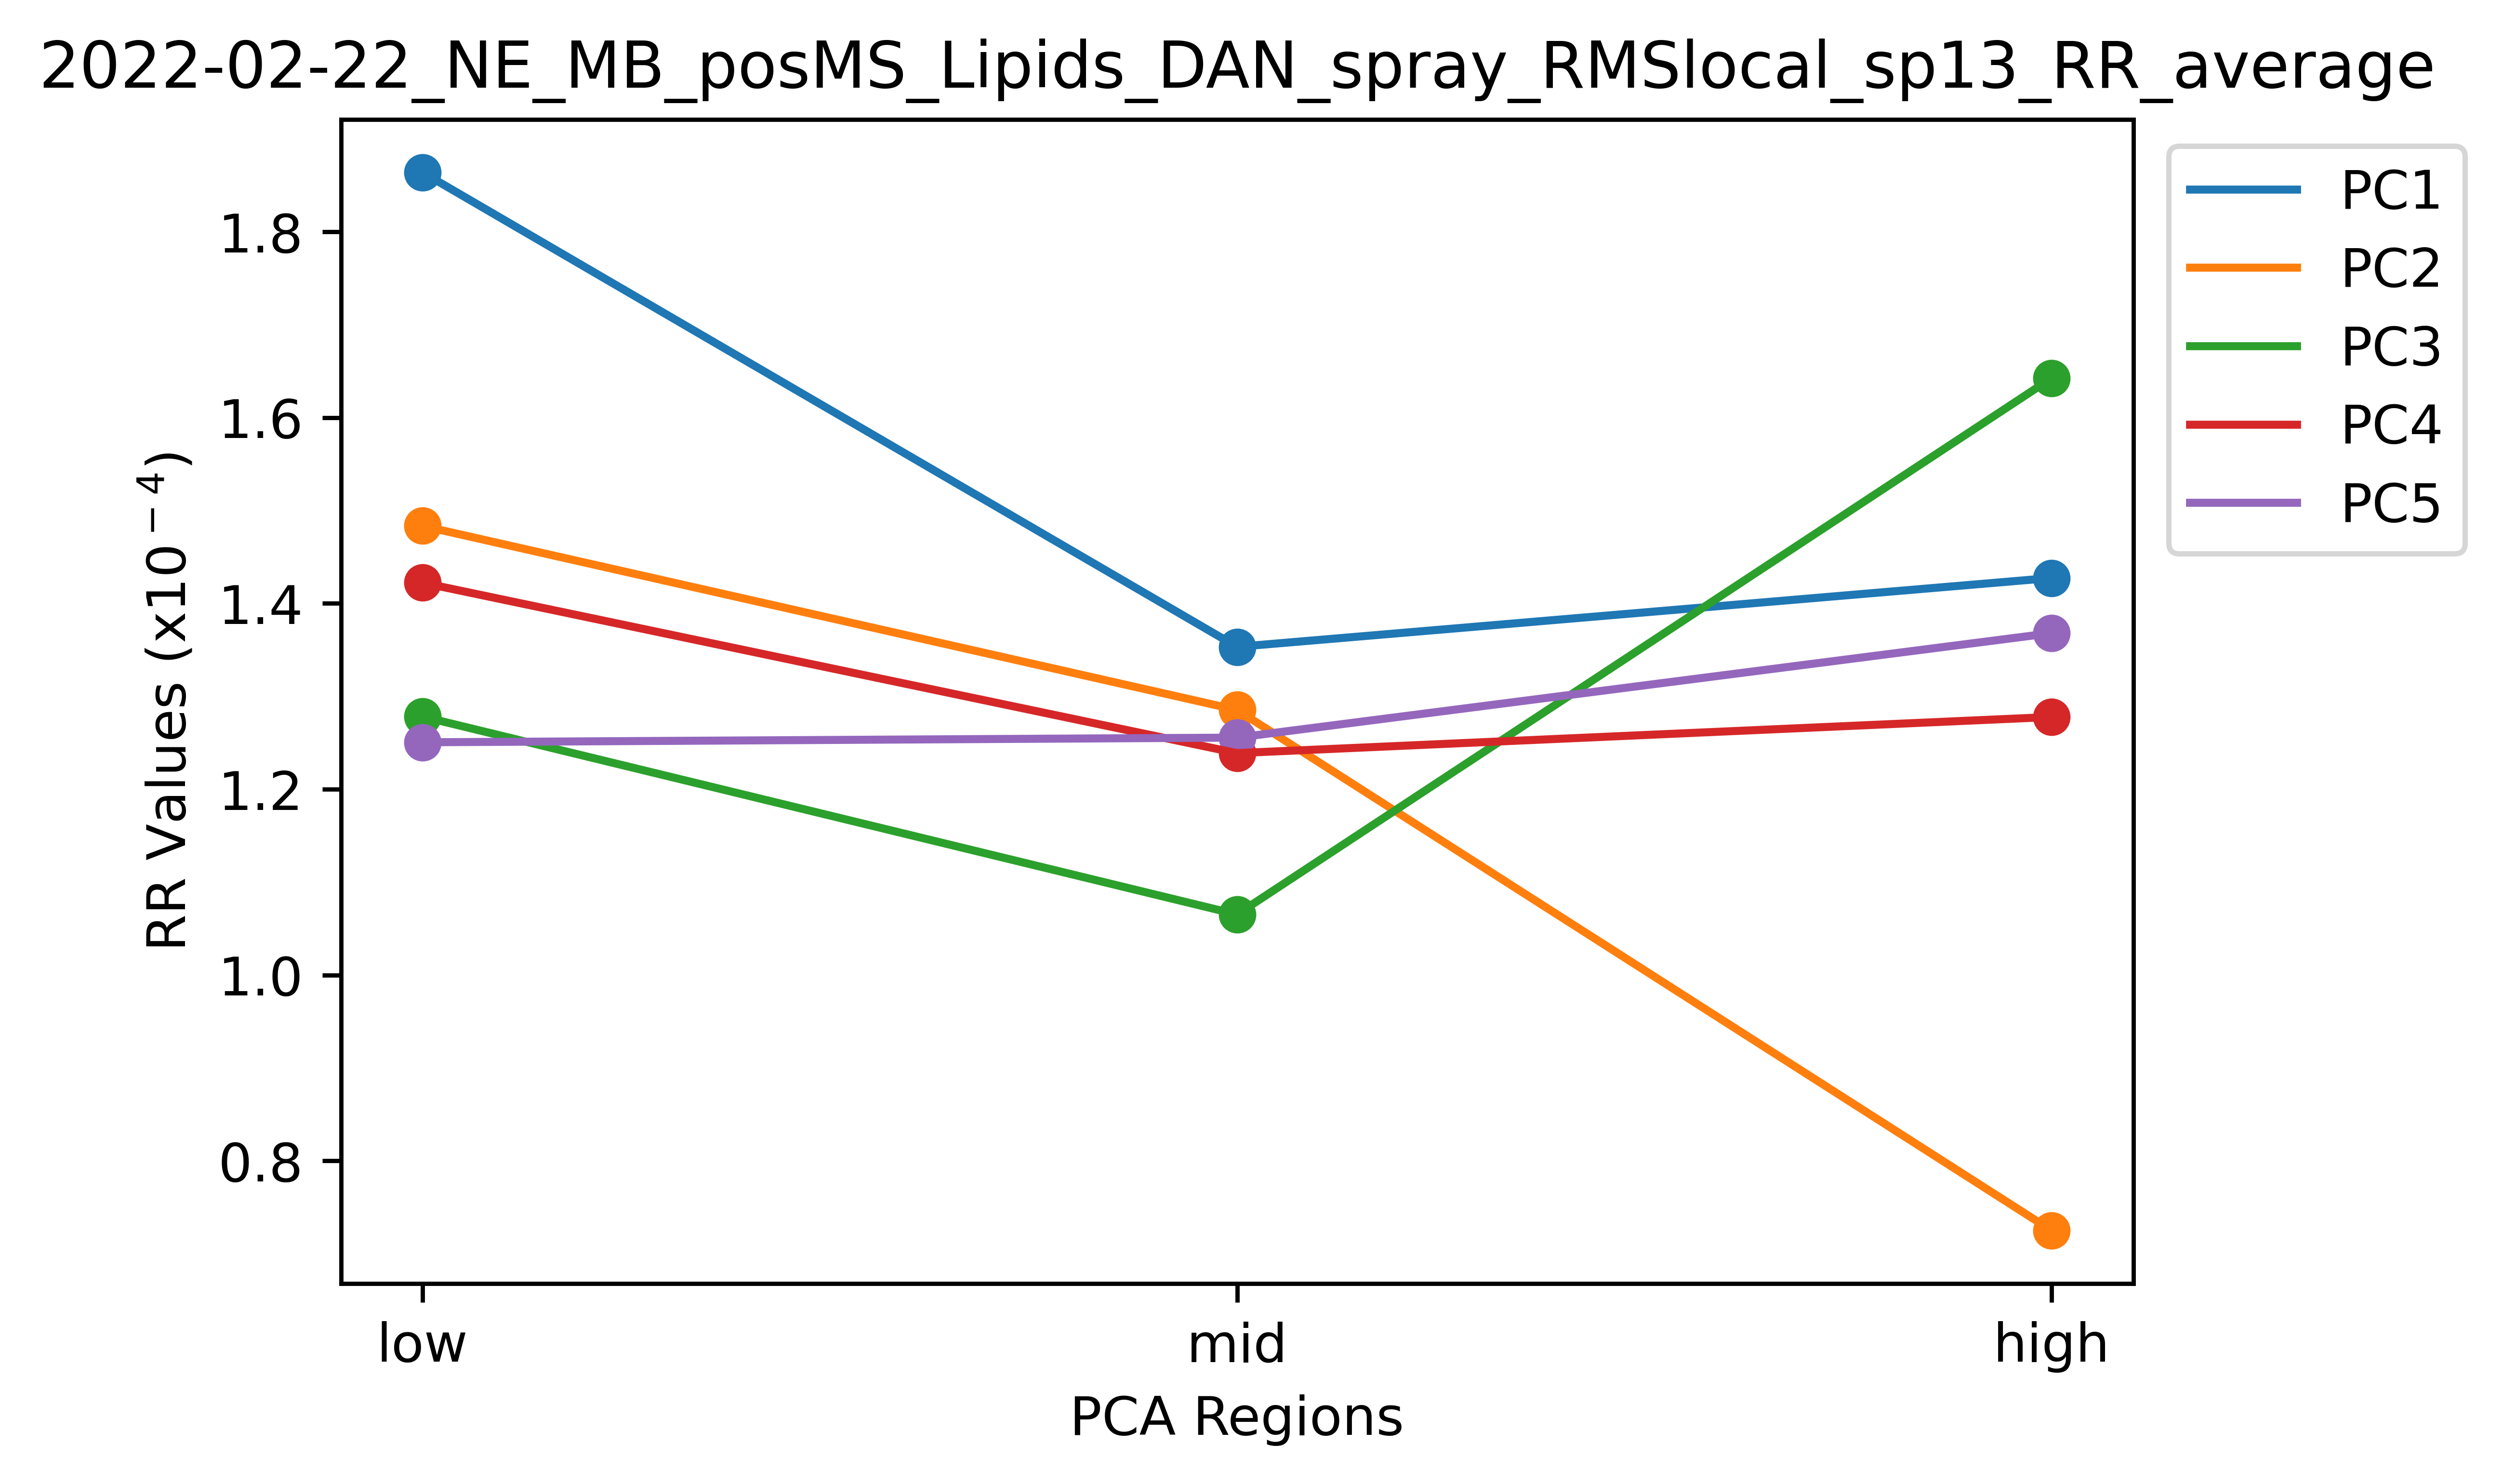 2022-02-22_NE_MB_posMS_Lipids_DAN_spray_RMSlocal_sp13_RR_average
PC1
PC2
PC3
PC4
PC5
RR Values (x10⁻⁴)
1.8
1.6
1.4
1.2
1.0
0.8
low
mid
high
PCA Regions